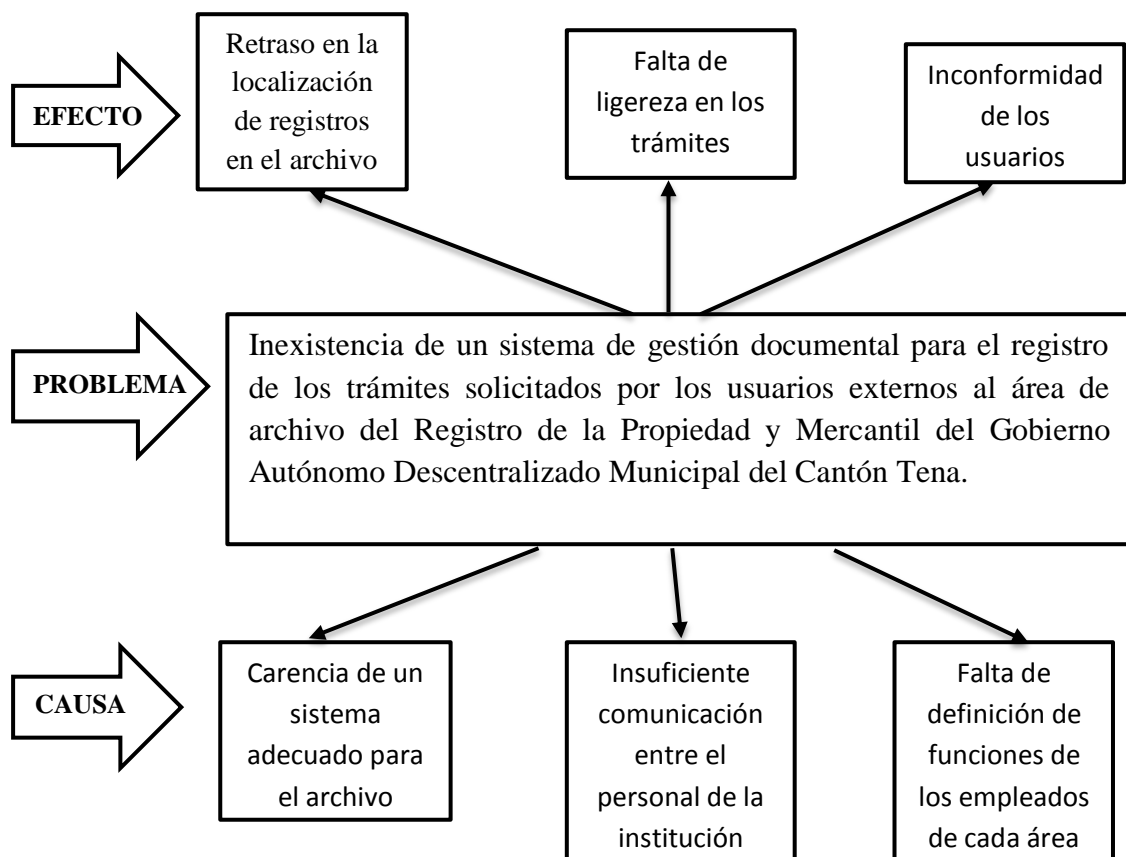 EFECTO
Retraso en la
localización
de registros
en el archivo
Falta de
ligereza en los
trámites
Inconformidad
de los
usuarios
PROBLEMA
Inexistencia de un sistema de gestión documental para el registro
de los trámites solicitados por los usuarios externos al área de
archivo del Registro de la Propiedad y Mercantil del Gobierno
Autónomo Descentralizado Municipal del Cantón Tena.
CAUSA
Carencia de un
sistema
adecuado para
el archivo
Insuficiente
comunicación
entre el
personal de la
institución
Falta de
definición de
funciones de
los empleados
de cada área